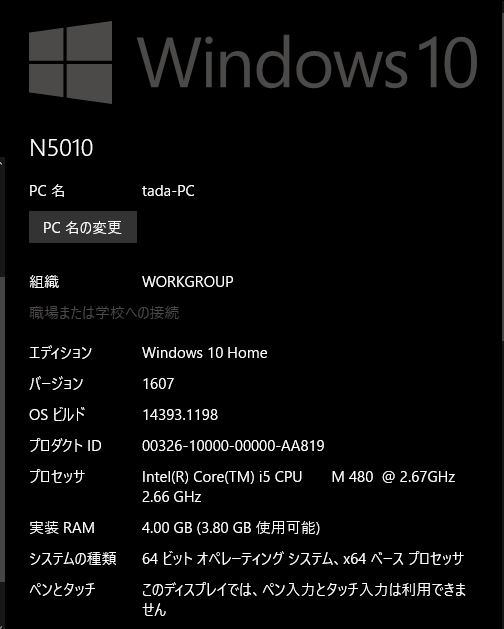 Windows 10
N5010
PC 名 tada-PC
PC 名の変更
組織 WORKGROUP
職場または学校への接続
エディション Windows 10 Home
バージョン 1607
OS ビルド 14393.1198
プロダクト ID 00326-10000-00000-AA819
プロセッサ Intel(R) Core(TM) i5 CPU M 480 @ 2.67GHz
2.66 GHz
実装 RAM 4.00 GB (3.80 GB 使用可能)
システムの種類 64 ビット オペレーティング システム、x64 ベース プロセッサ
ペンとタッチ このディスプレイでは、ペン入力とタッチ入力は利用できま
せん